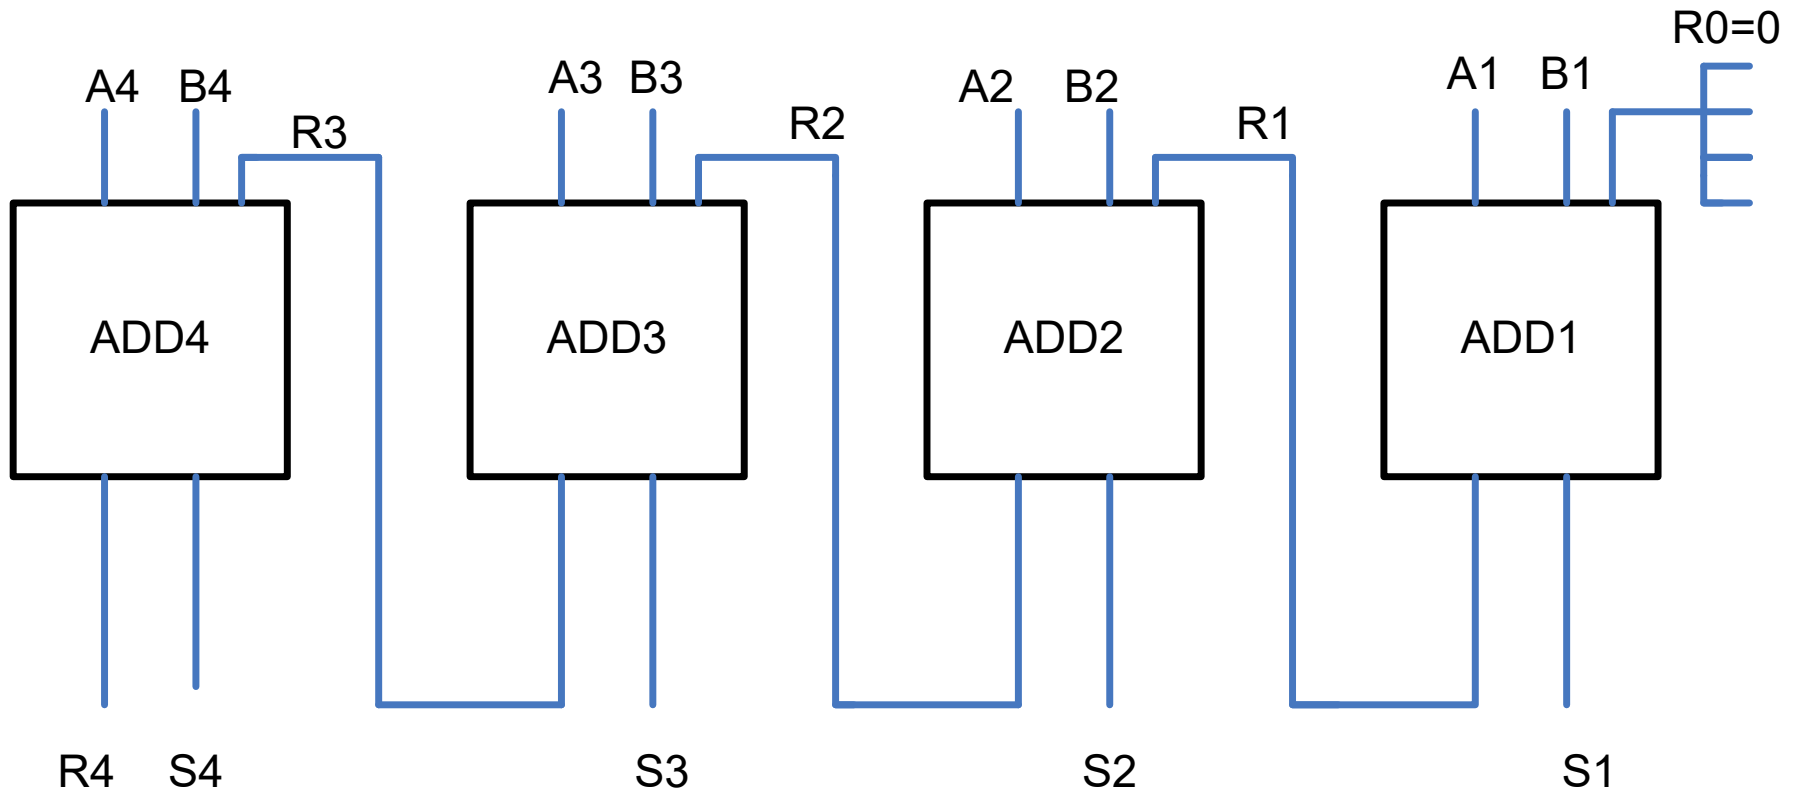 R0=0
A4 B4 A3 B3 A2 B2 A1 B1
R3 R2 R1
ADD4 ADD3 ADD2 ADD1
R4 S4 S3 S2 S1